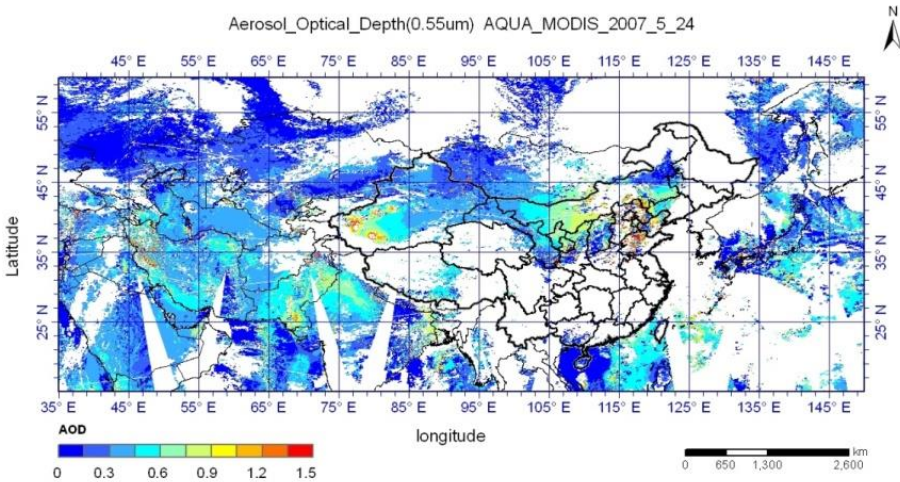 Aerosol_Optical_Depth(0.55um) AQUA_MODIS_2007_5_24
N
45° E 55° E 65° E 75° E 85° E 95° E 105° E 115° E 125° E 135° E 145° E
55° N 55° N
45° N 45° N
35° N 35° N
25° N 25° N
Latitude
35° E 45° E 55° E 65° E 75° E 85° E 95° E 105° E 115° E 125° E 135° E 145° E
longitude
AOD
0 0.3 0.6 0.9 1.2 1.5
km
0 650 1,300 2,600